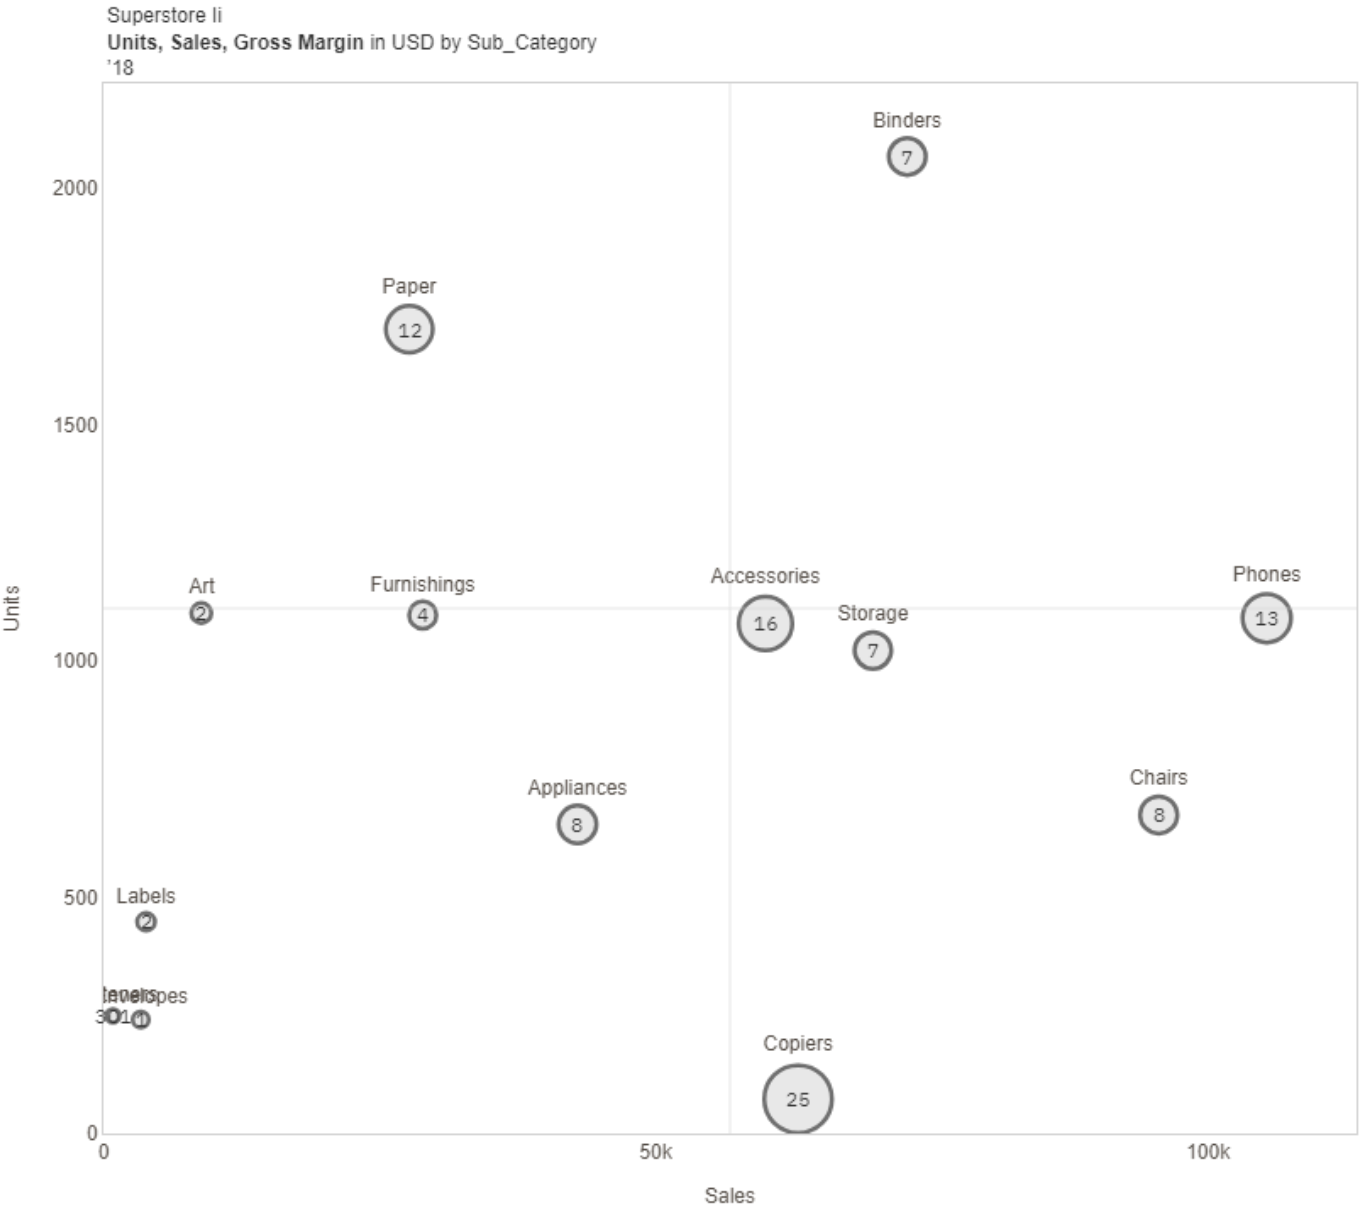 Superstore Ii
Units, Sales, Gross Margin in USD by Sub_Category
'18
Binders
7
2000
Paper
12
1500
Accessories
16
Phones
13
Art
2
Furnishings
4
Storage
7
Units
1000
Chairs
8
Appliances
8
Labels
2
500
1
Copiers
25
0
0
50k
100k
Sales